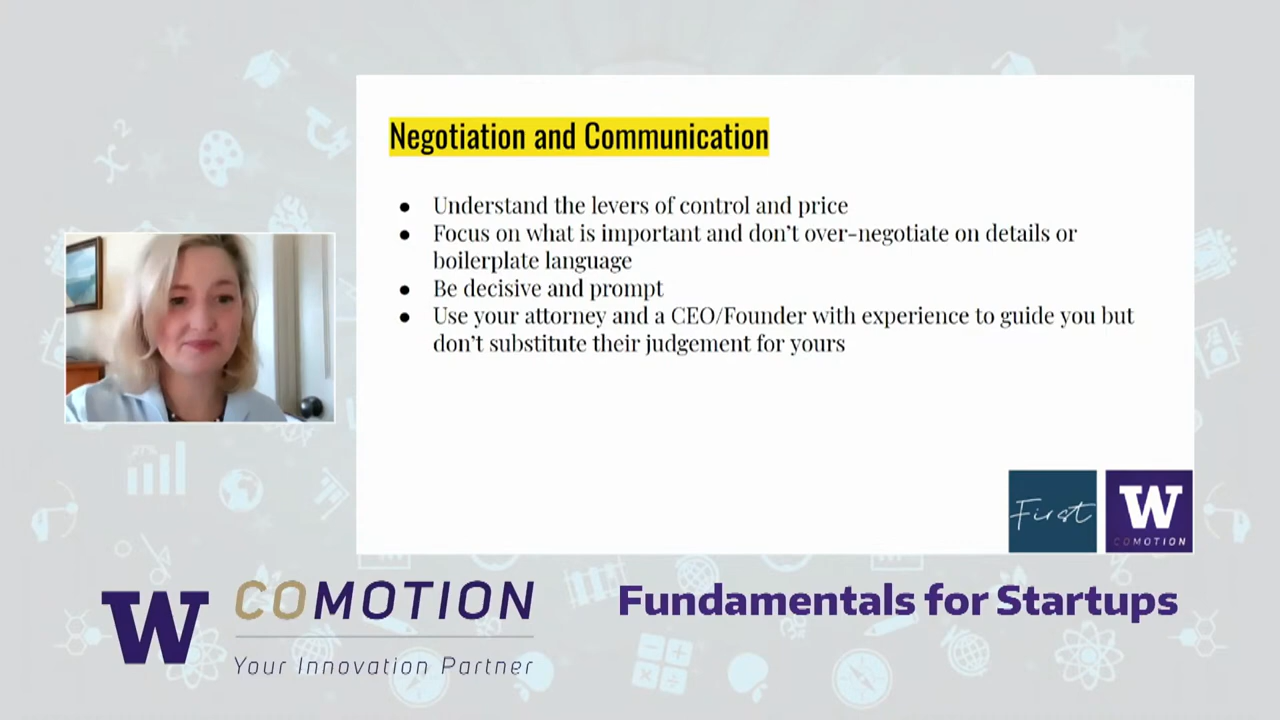 Negotiation and Communication
● Understand the levers of control and price
● Focus on what is important and don't over-negotiate on details or
boilerplate language
● Be decisive and prompt
● Use your attorney and a CEO/Founder with experience to guide you but
don't substitute their judgement for yours
First
W
COMOTION
W
COMOTION
Your Innovation Partner
Fundamentals for Startups